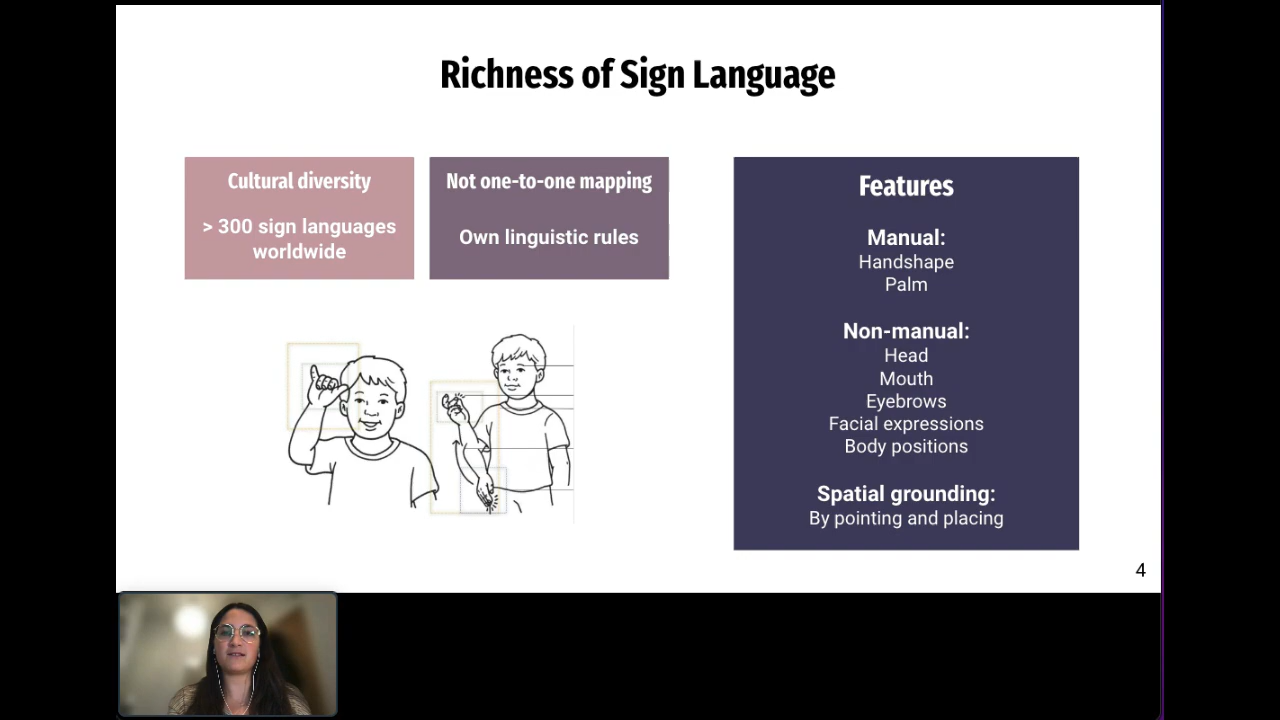 Richness of Sign Language
Cultural diversity
> 300 sign languages
worldwide
Not one-to-one mapping
Own linguistic rules
Features
Manual:
Handshape
Palm
Non-manual:
Head
Mouth
Eyebrows
Facial expressions
Body positions
Spatial grounding:
By pointing and placing
4